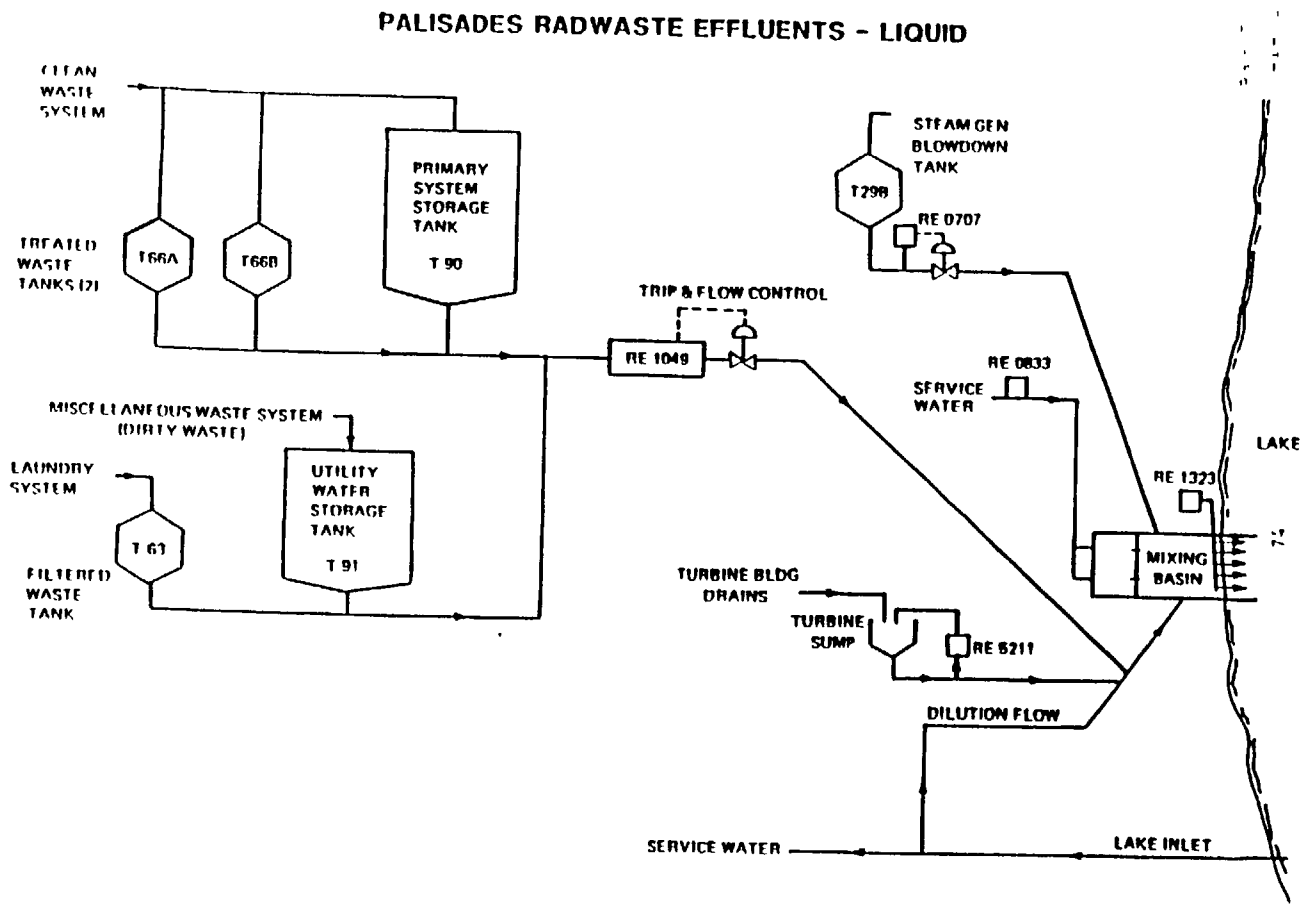 PALISADES RADWASTE EFFLUENTS - LIQUID
CLEAN
WASTE
SYSTEM
PRIMARY
SYSTEM
STORAGE
TANK
T 90
TREATED
WASTE
TANKS (2)
T66A
T66B
STEAM GEN
BLOWDOWN
TANK
T29B
RE 0707
TRIP & FLOW CONTROL
RE 1049
RE 0833
SERVICE
WATER
LAKE
RE 1323
MIXING
BASIN
MISCELLANEOUS WASTE SYSTEM
(DIRTY WASTE)
LAUNDRY
SYSTEM
UTILITY
WATER
STORAGE
TANK
T 91
T 63
FILTERED
WASTE
TANK
TURBINE BLDG
DRAINS
TURBINE
SUMP
RE 5211
DILUTION FLOW
SERVICE WATER
LAKE INLET